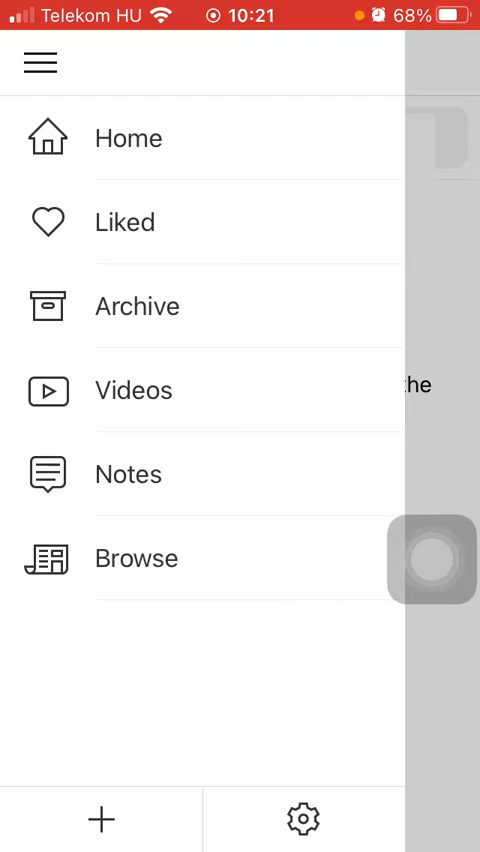 Telekom HU 10:21 68%
Home
Liked
Archive
Videos
the
Notes
Browse